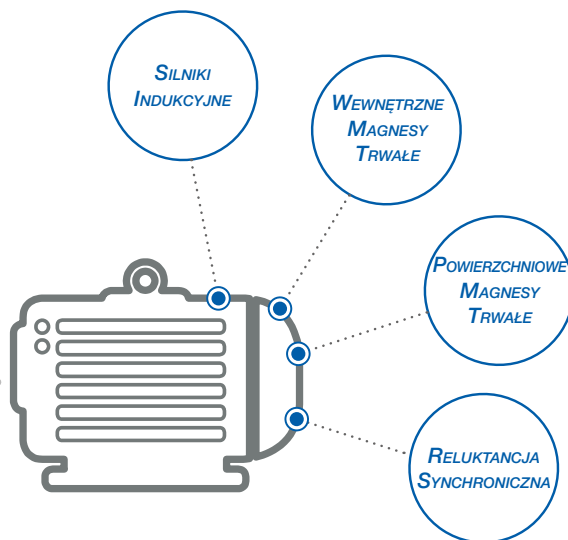 Silniki
Indukcyjne
Wewnętrzne
Magnesy
Trwałe
Powierzchniowe
Magnesy
Trwałe
Reluktancja
Synchroniczna